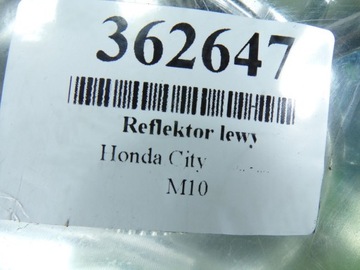 362647
Reflektor lewy
Honda City
M10